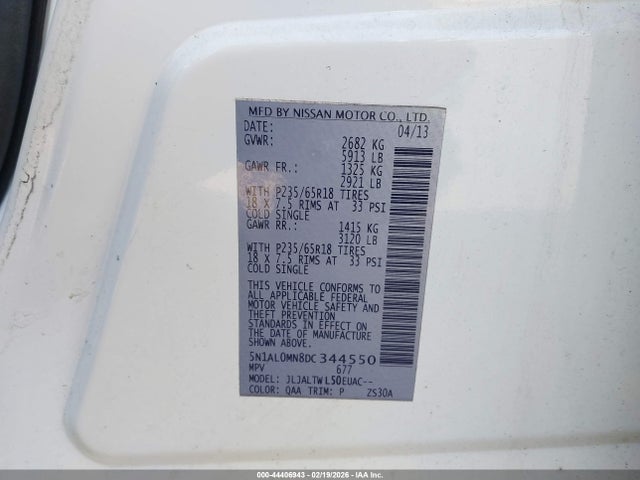 MFD BY NISSAN MOTOR CO., LTD.
DATE: 04/13
GVWR: 2682 KG
5913 LB
GAWR FR.: 1325 KG
2921 LB
WITH P235/65R18 TIRES
18 X 7.5 RIMS AT 33 PSI
COLD SINGLE
GAWR RR.: 1415 KG
3120 LB
WITH P235/65R18 TIRES
18 X 7.5 RIMS AT 33 PSI
COLD SINGLE
THIS VEHICLE CONFORMS TO
ALL APPLICABLE FEDERAL
MOTOR VEHICLE SAFETY AND
THEFT PREVENTION
STANDARDS IN EFFECT ON
THE DATE OF MANUFACTURE
SHOWN ABOVE.
5N1AL0MN8DC344550
MPV 677
MODEL: JLJALTWL50EUAC--
COLOR: QAA TRIM: P ZS30A
000-44406943 - 02/19/2026 - IAA Inc.